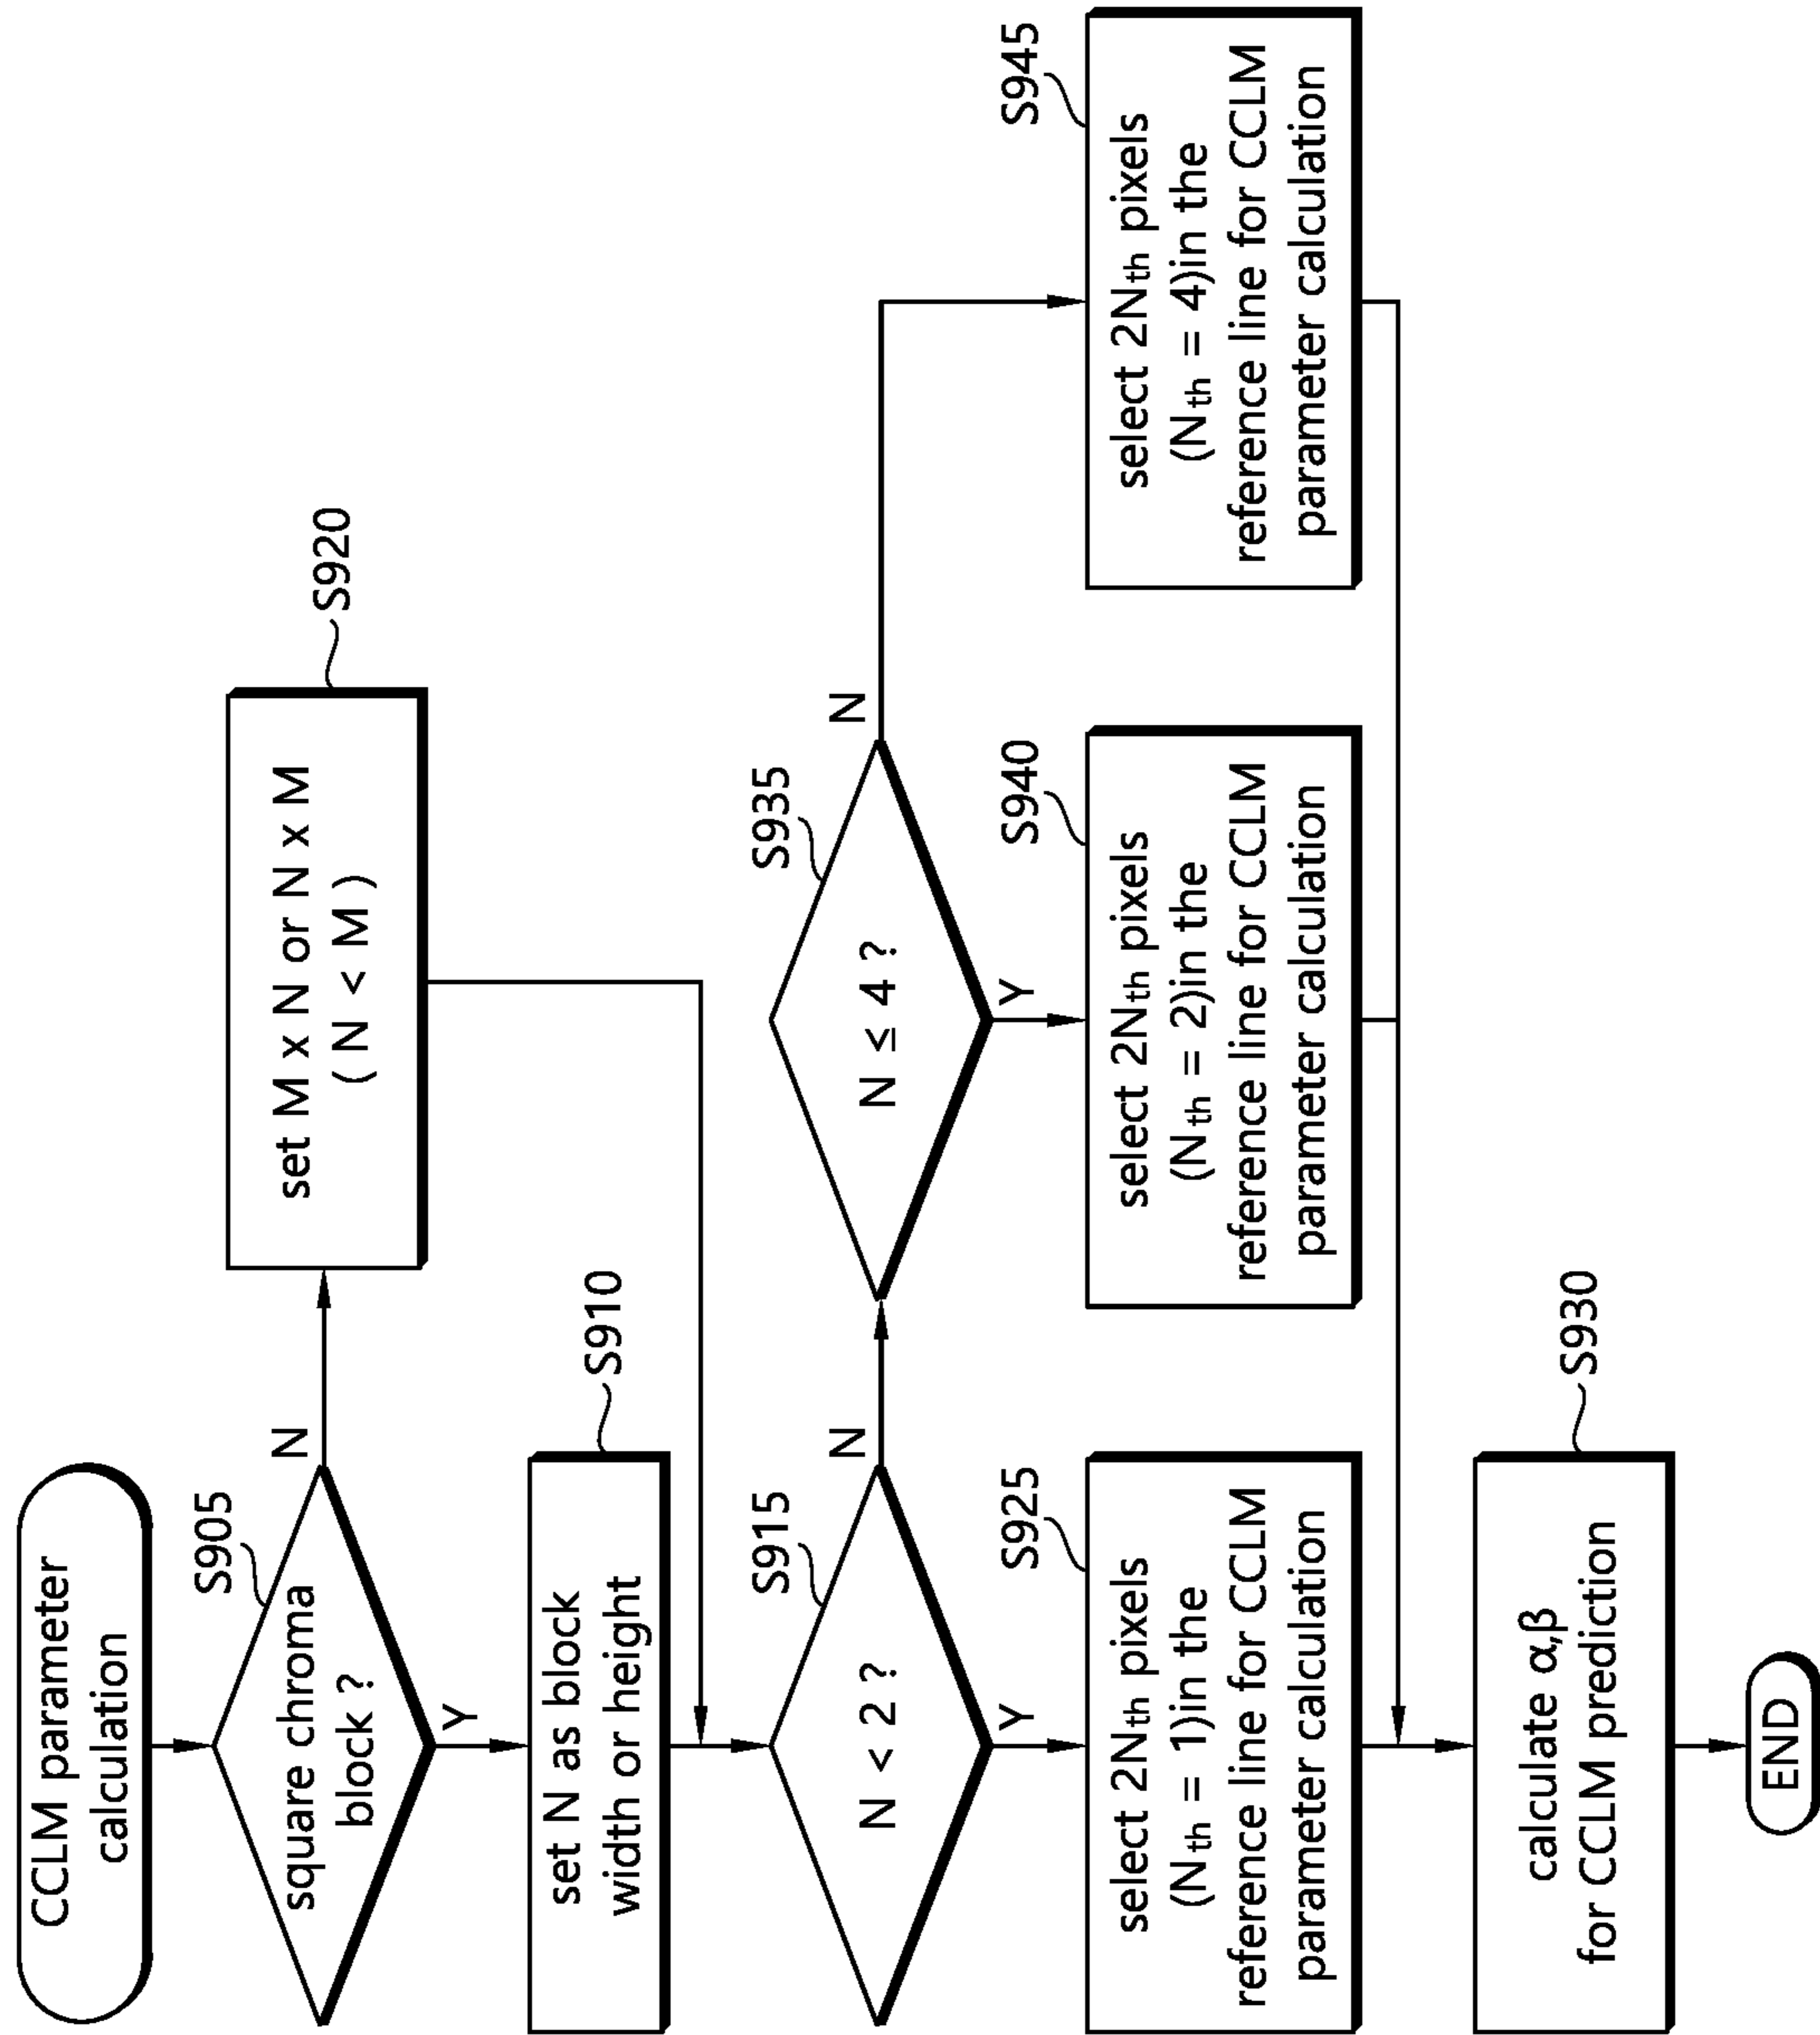 CCLM parameter
calculation
S905
square chroma
block ?
N
Y
S920
set M x N or N x M
( N < M )
S910
set N as block
width or height
S915
N < 2 ?
N
Y
S935
N ≤ 4 ?
N
Y
S925
select 2Nth pixels
(Nth = 1)in the
reference line for CCLM
parameter calculation
S940
select 2Nth pixels
(Nth = 2)in the
reference line for CCLM
parameter calculation
S945
select 2Nth pixels
(Nth = 4)in the
reference line for CCLM
parameter calculation
S930
calculate α,β
for CCLM prediction
END